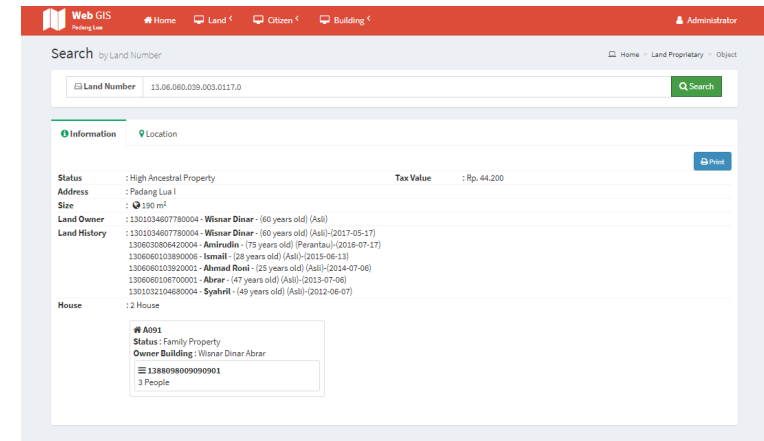 Web GIS
Padang Lua
Home
Land
Citizen
Building
Administrator
Search by Land Number
Home
Land Proprietary
Object
Land Number
13.06.060.039.003.0117.0
Search
Information
Location
Print
Status : High Ancestral Property
Tax Value : Rp. 44.200
Address : Padang Lua I
Size : 190 m²
Land Owner : 1301034607780004 - Wisnar Dinar - (60 years old) (Asli)
Land History : 1301034607780004 - Wisnar Dinar - (60 years old) (Asli)-(2017-05-17)
1306030806420004 - Amirudin - (75 years old) (Perantau)-(2016-07-17)
1306060103890006 - Ismail - (28 years old) (Asli)-(2015-06-13)
1306060103920001 - Ahmad Roni - (25 years old) (Asli)-(2014-07-06)
1306060106700001 - Abrar - (47 years old) (Asli)-(2013-07-06)
1301032104680004 - Syahril - (49 years old) (Asli)-(2012-06-07)
House : 2 House
A091
Status : Family Property
Owner Building : Wisnar Dinar Abrar
1388098009090901
3 People